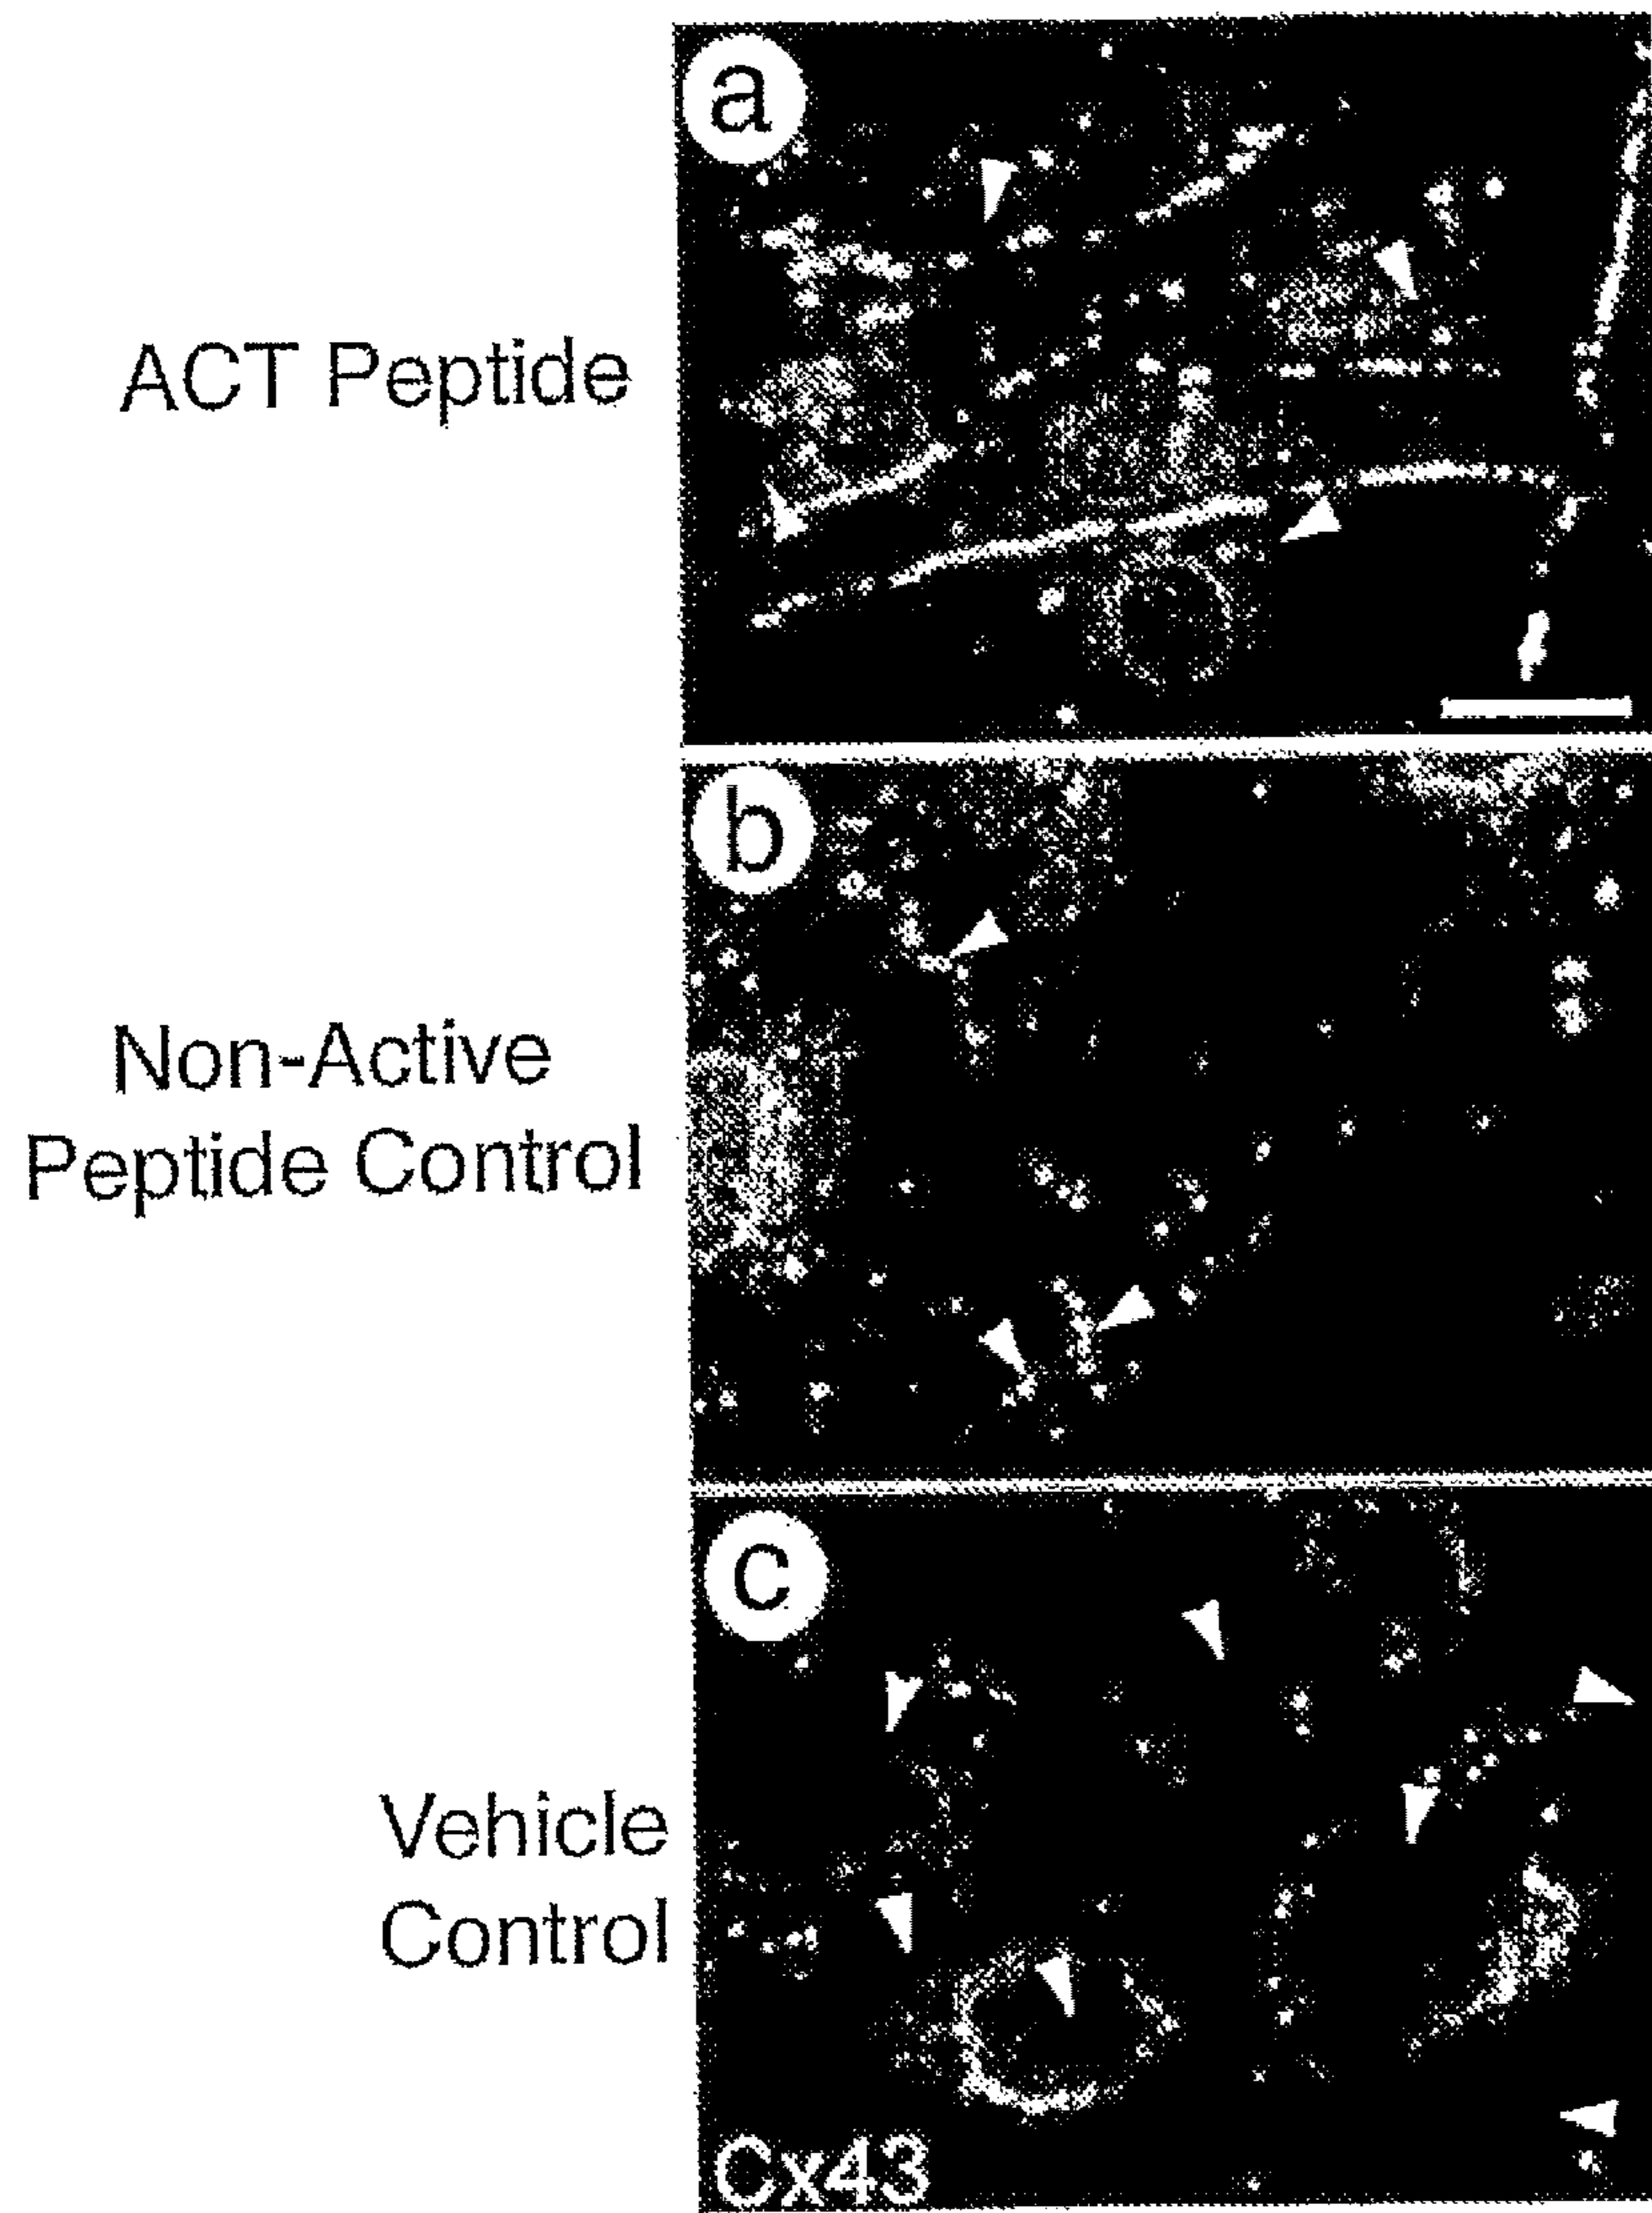 a
ACT Peptide
b
Non-Active
Peptide Control
c
Vehicle
Control
Cx43